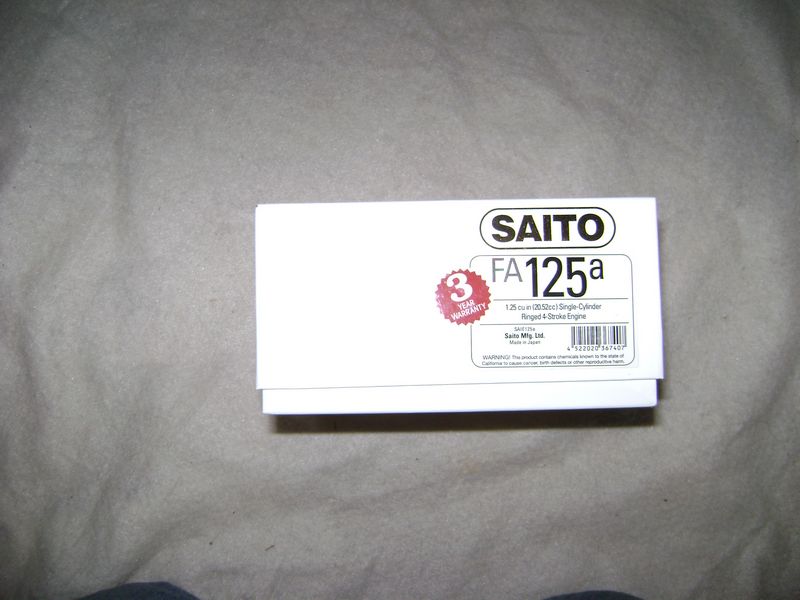 SAITO
FA125a
3
YEAR
WARRANTY
1.25 cu in (20.52cc) Single-Cylinder
Ringed 4-Stroke Engine
SAIE125a
Saito Mfg. Ltd.
Made in Japan
4 522020 367407
WARNING! This product contains chemicals known to the state of
California to cause cancer, birth defects or other reproductive harm.